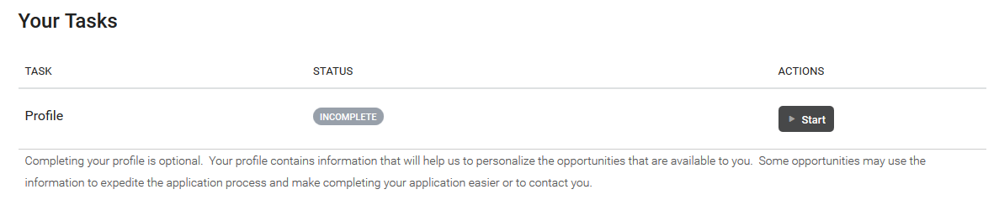 Your Tasks
TASK STATUS ACTIONS
Profile INCOMPLETE Start
Completing your profile is optional.  Your profile contains information that will help us to personalize the opportunities that are available to you.  Some opportunities may use the
information to expedite the application process and make completing your application easier or to contact you.